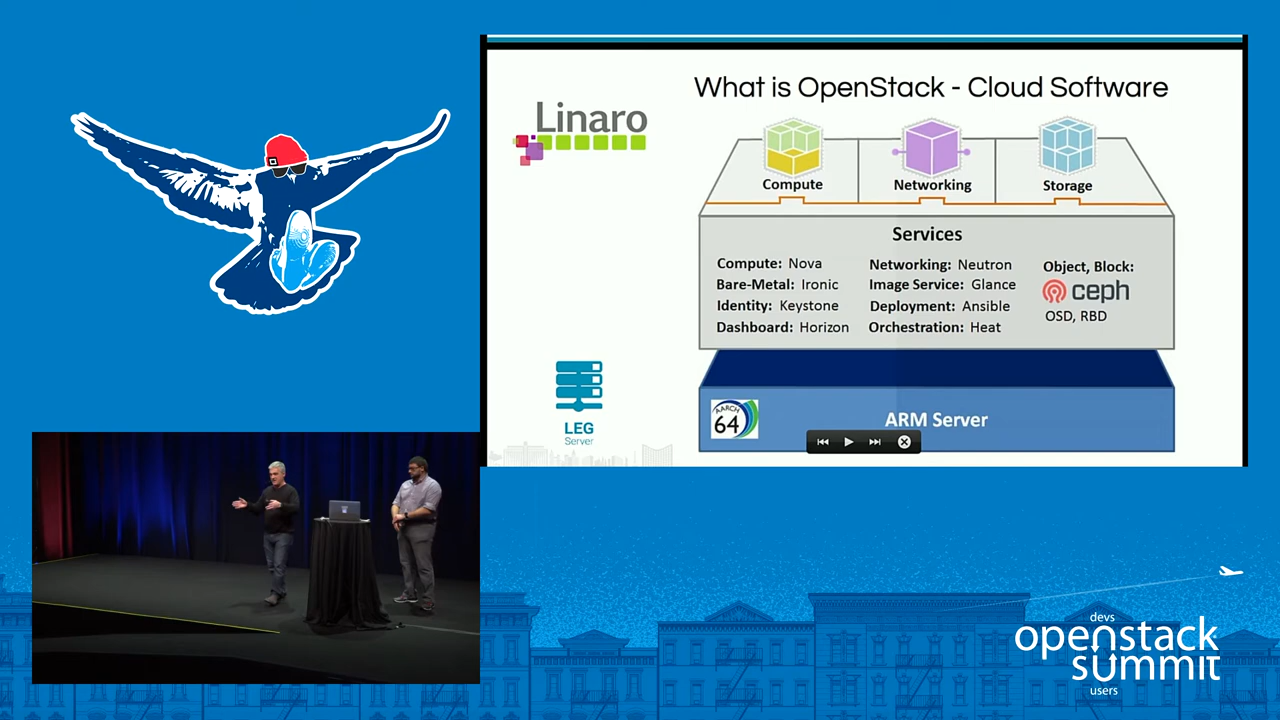 What is OpenStack - Cloud Software
Linaro
Compute
Networking
Storage
Services
Compute: Nova
Bare-Metal: Ironic
Identity: Keystone
Dashboard: Horizon
Networking: Neutron
Image Service: Glance
Deployment: Ansible
Orchestration: Heat
Object, Block:
ceph
OSD, RBD
LEG
Server
AARCH
64
ARM Server
devs
openstack
summit
users